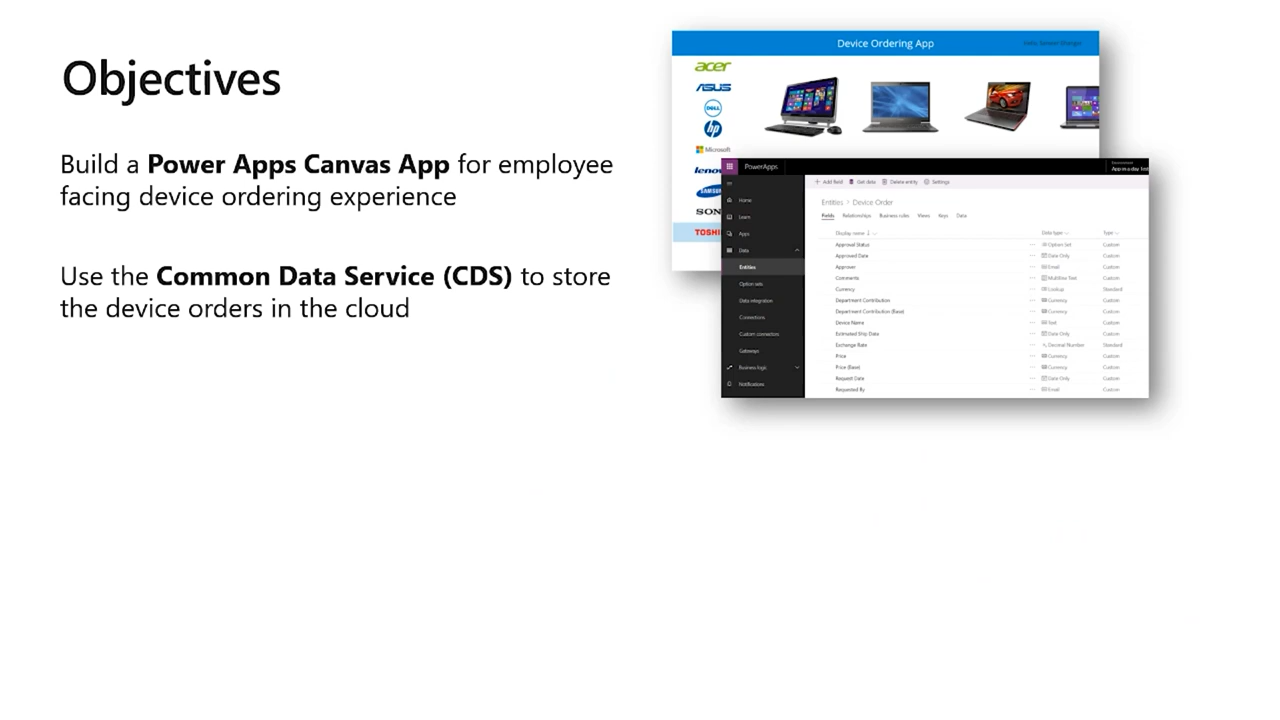 Objectives
Build a Power Apps Canvas App for employee
facing device ordering experience
Use the Common Data Service (CDS) to store
the device orders in the cloud
Device Ordering App
acer
ASUS
DELL
hp
Microsoft
PowerApps
Environment
App in a day Test
Add field Get data Delete entity Settings
Home
Learn
Apps
Data
Entities
Option sets
Data integration
Connections
Custom connectors
Gateways
Business logic
Notifications
Entities > Device Order
Fields Relationships Business rules Views Keys Data
Display name Data type Type
Approval Status Option Set Custom
Approved Date Date Only Custom
Approver Email Custom
Comments Multiline Text Custom
Currency Lookup Standard
Department Contribution Currency Custom
Department Contribution (Base) Currency Custom
Device Name Text Custom
Estimated Ship Date Date Only Custom
Exchange Rate Decimal Number Standard
Price Currency Custom
Price (Base) Currency Custom
Request Date Date Only Custom
Requested By Email Custom